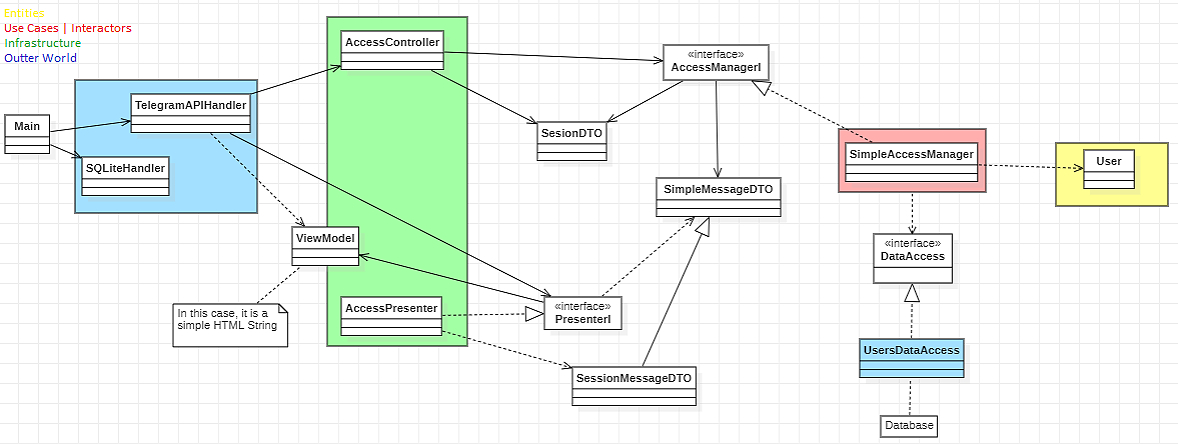 Entities
Use Cases | Interactors
Infrastructure
Outter World
AccessController
«interface»
AccessManagerI
TelegramAPIHandler
Main
SesionDTO
SimpleAccessManager
User
SQLiteHandler
SimpleMessageDTO
ViewModel
«interface»
DataAccess
In this case, it is a
simple HTML String
AccessPresenter
«interface»
PresenterI
UsersDataAccess
SessionMessageDTO
Database